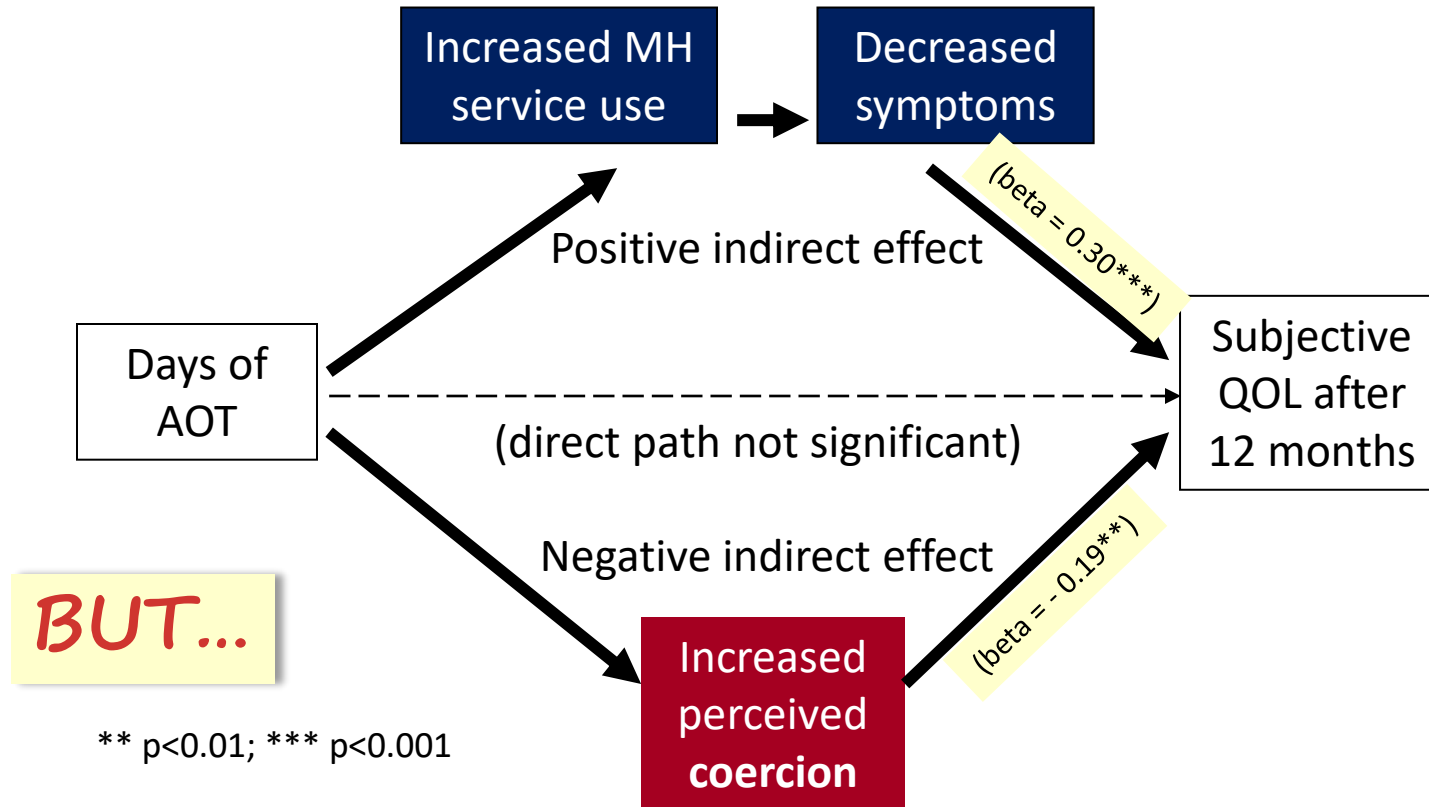 Increased MH
service use
Decreased
symptoms
(beta = 0.30***)
Positive indirect effect
Days of
AOT
Subjective
QOL after
12 months
(direct path not significant)
Negative indirect effect
(beta = - 0.19**)
BUT...
Increased
perceived
coercion
** p<0.01; *** p<0.001